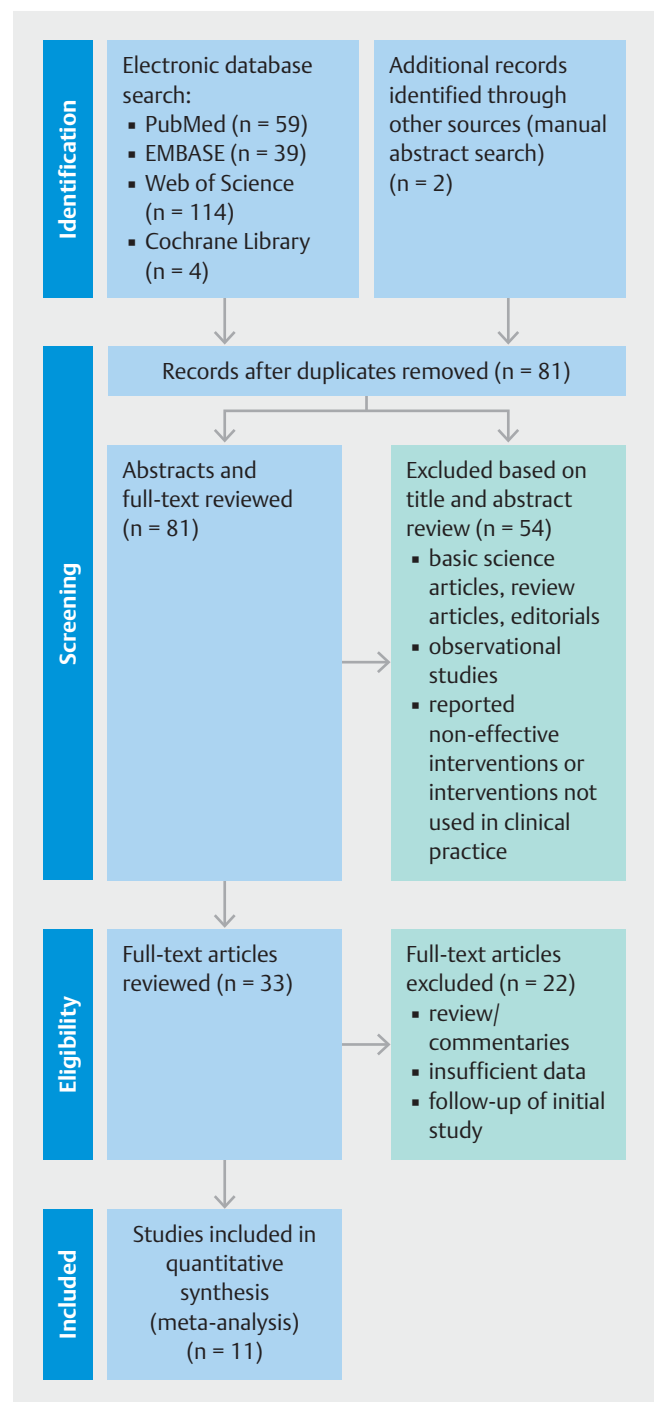 Identification
Electronic database
search:
▪ PubMed (n = 59)
▪ EMBASE (n = 39)
▪ Web of Science
(n = 114)
▪ Cochrane Library
(n = 4)
Additional records
identified through
other sources (manual
abstract search)
(n = 2)
Screening
Records after duplicates removed (n = 81)
Abstracts and
full-text reviewed
(n = 81)
Excluded based on
title and abstract
review (n = 54)
▪ basic science
articles, review
articles, editorials
▪ observational
studies
▪ reported
non-effective
interventions or
interventions not
used in clinical
practice
Eligibility
Full-text articles
reviewed (n = 33)
Full-text articles
excluded (n = 22)
▪ review/
commentaries
▪ insufficient data
▪ follow-up of initial
study
Included
Studies included in
quantitative
synthesis
(meta-analysis)
(n = 11)